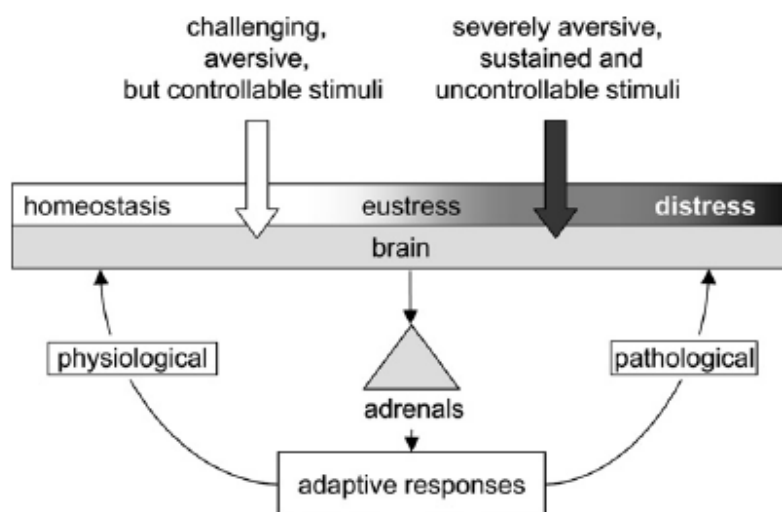 challenging,
aversive,
but controllable stimuli
severely aversive,
sustained and
uncontrollable stimuli
homeostasis eustress distress
brain
physiological
pathological
adrenals
adaptive responses